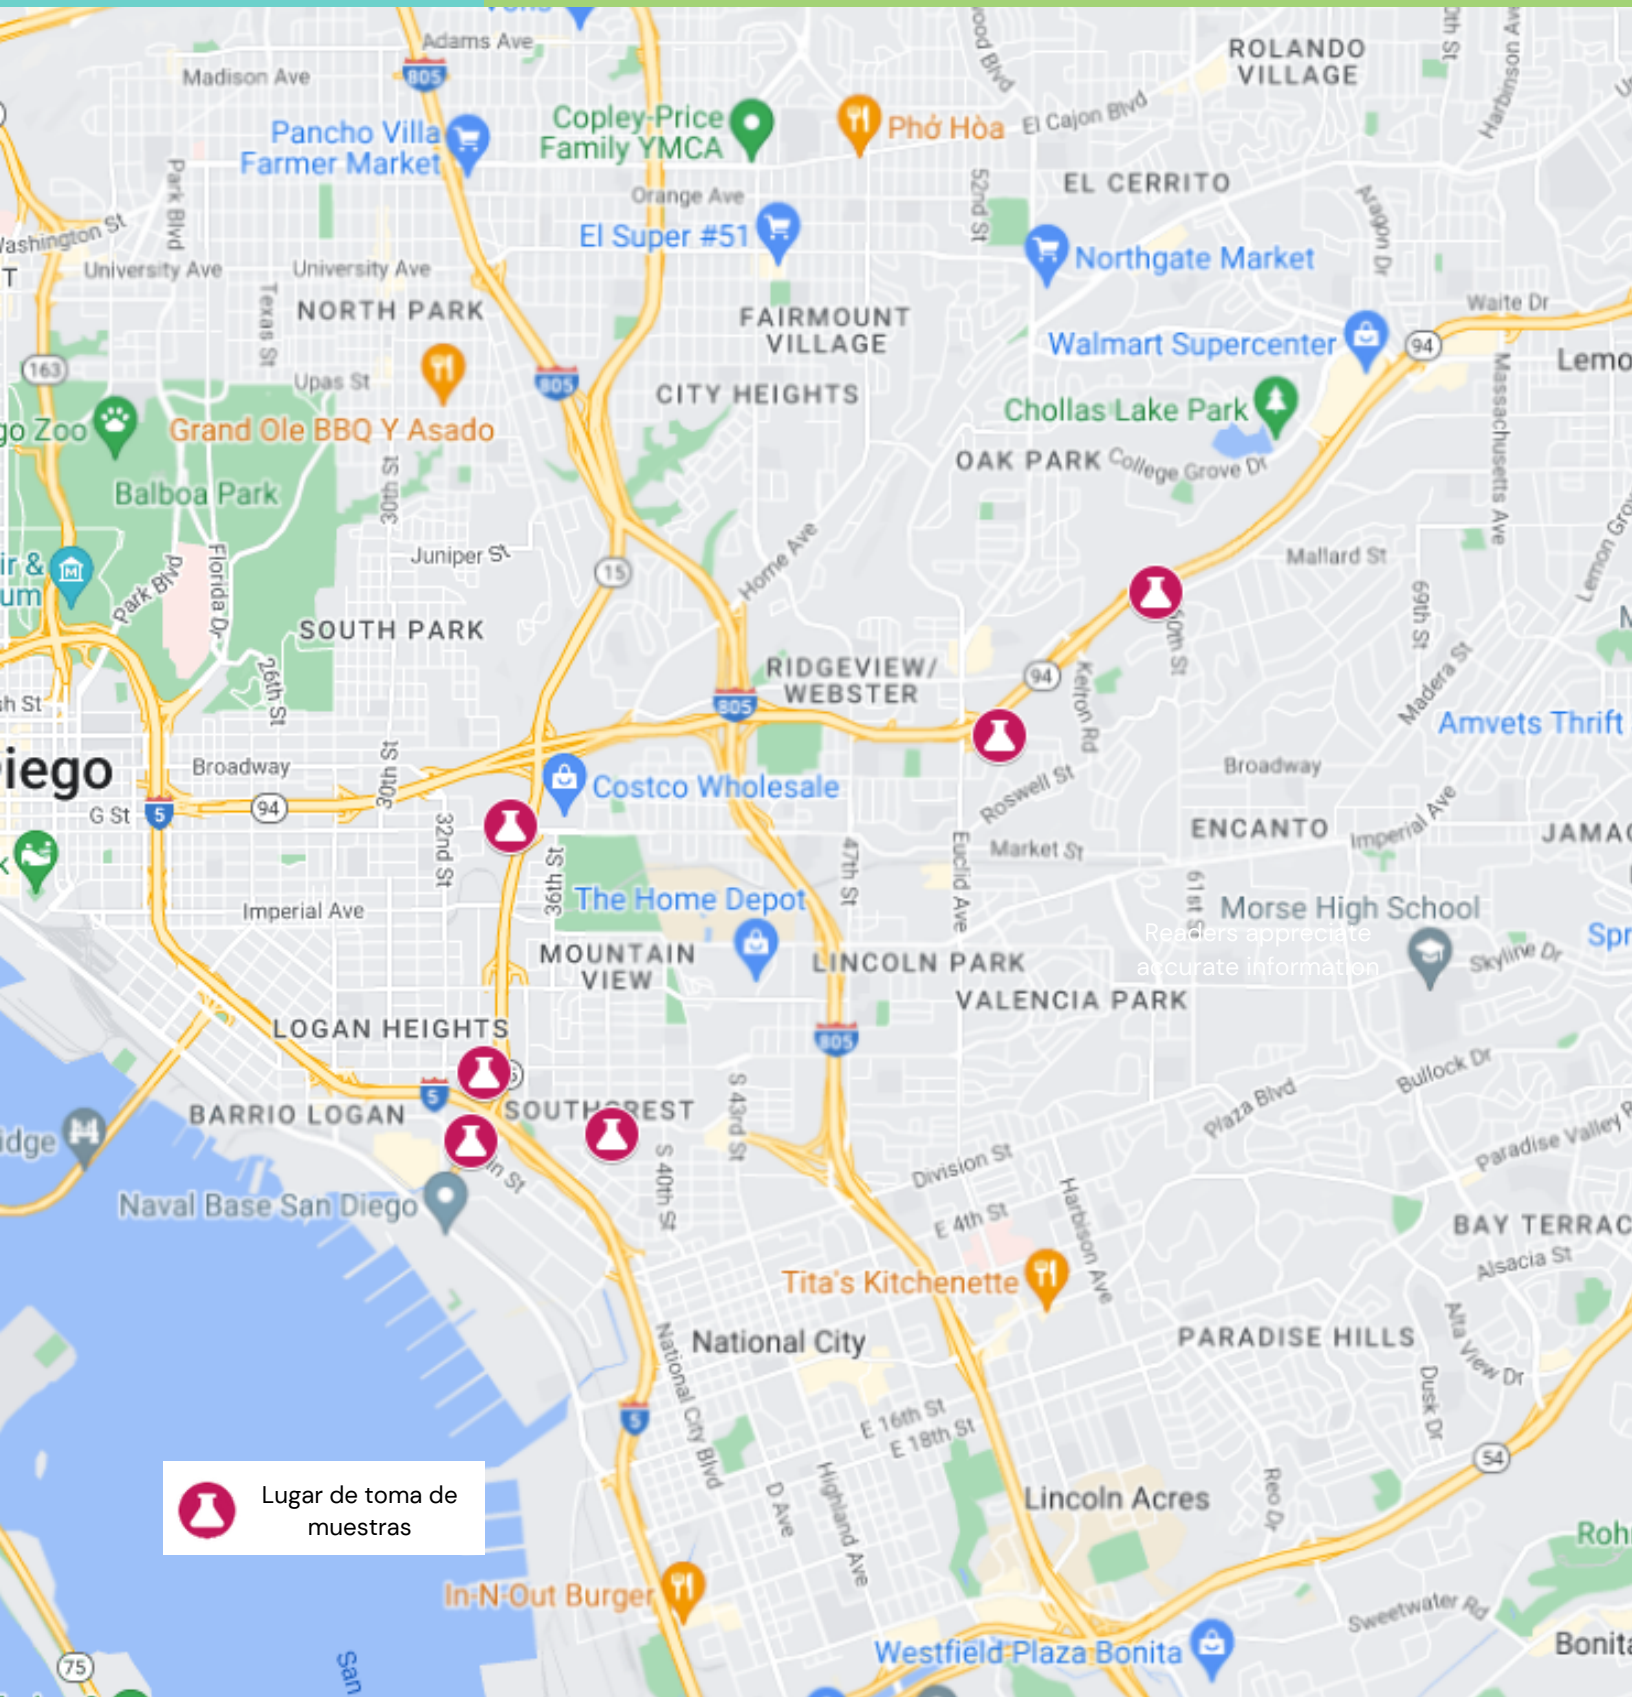 Adams Ave
ROLANDO
VILLAGE
Madison Ave
805
Harbinson Ave
Pancho Villa
Farmer Market
Copley-Price
Family YMCA
Phở Hòa
El Cajon Blvd
Park Blvd
Orange Ave
52nd St
EL CERRITO
Aragon Dr
Washington St
El Super #51
Northgate Market
University Ave
University Ave
Texas St
NORTH PARK
FAIRMOUNT
VILLAGE
Waite Dr
Walmart Supercenter
94
163
Upas St
805
CITY HEIGHTS
Massachusetts Ave
Chollas Lake Park
Grand Ole BBQ Y Asado
OAK PARK
College Grove Dr
Balboa Park
30th St
Juniper St
15
Home Ave
Mallard St
Park Blvd
Florida Dr
69th St
SOUTH PARK
26th St
RIDGEVIEW/
WEBSTER
94
Kelton Rd
Madera St
805
Amvets Thrift
Broadway
30th St
Costco Wholesale
Roswell St
Broadway
G St
5
94
32nd St
36th St
47th St
Euclid Ave
Market St
ENCANTO
Imperial Ave
61st S
Imperial Ave
The Home Depot
Morse High School
Readers appreciate
accurate information
MOUNTAIN
VIEW
LINCOLN PARK
Skyline Dr
VALENCIA PARK
LOGAN HEIGHTS
805
5
BARRIO LOGAN
SOUTHCREST
S 43rd St
Plaza Blvd
Bullock Dr
S 40th St
Division St
Paradise Valley R
Naval Base San Diego
E 4th St
Harbison Ave
BAY TERRAC
Alsacia St
Tita's Kitchenette
National City
PARADISE HILLS
Alta View Dr
National City Blvd
Dusk Dr
5
E 16th St
E 18th St
54
Lugar de toma de
muestras
D Ave
Highland Ave
Lincoln Acres
Reo Dr
In-N-Out Burger
Sweetwater Rd
Westfield Plaza Bonita
75
San